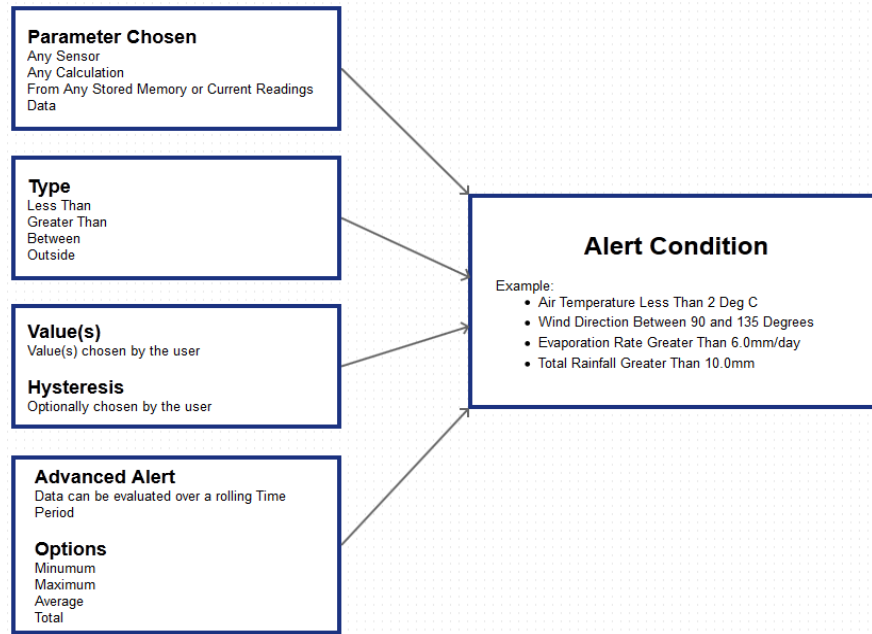 Parameter Chosen
Any Sensor
Any Calculation
From Any Stored Memory or Current Readings
Data
Type
Less Than
Greater Than
Between
Outside
Value(s)
Value(s) chosen by the user
Hysteresis
Optionally chosen by the user
Advanced Alert
Data can be evaluated over a rolling Time
Period
Options
Minumum
Maximum
Average
Total
Alert Condition
Example:
• Air Temperature Less Than 2 Deg C
• Wind Direction Between 90 and 135 Degrees
• Evaporation Rate Greater Than 6.0mm/day
• Total Rainfall Greater Than 10.0mm